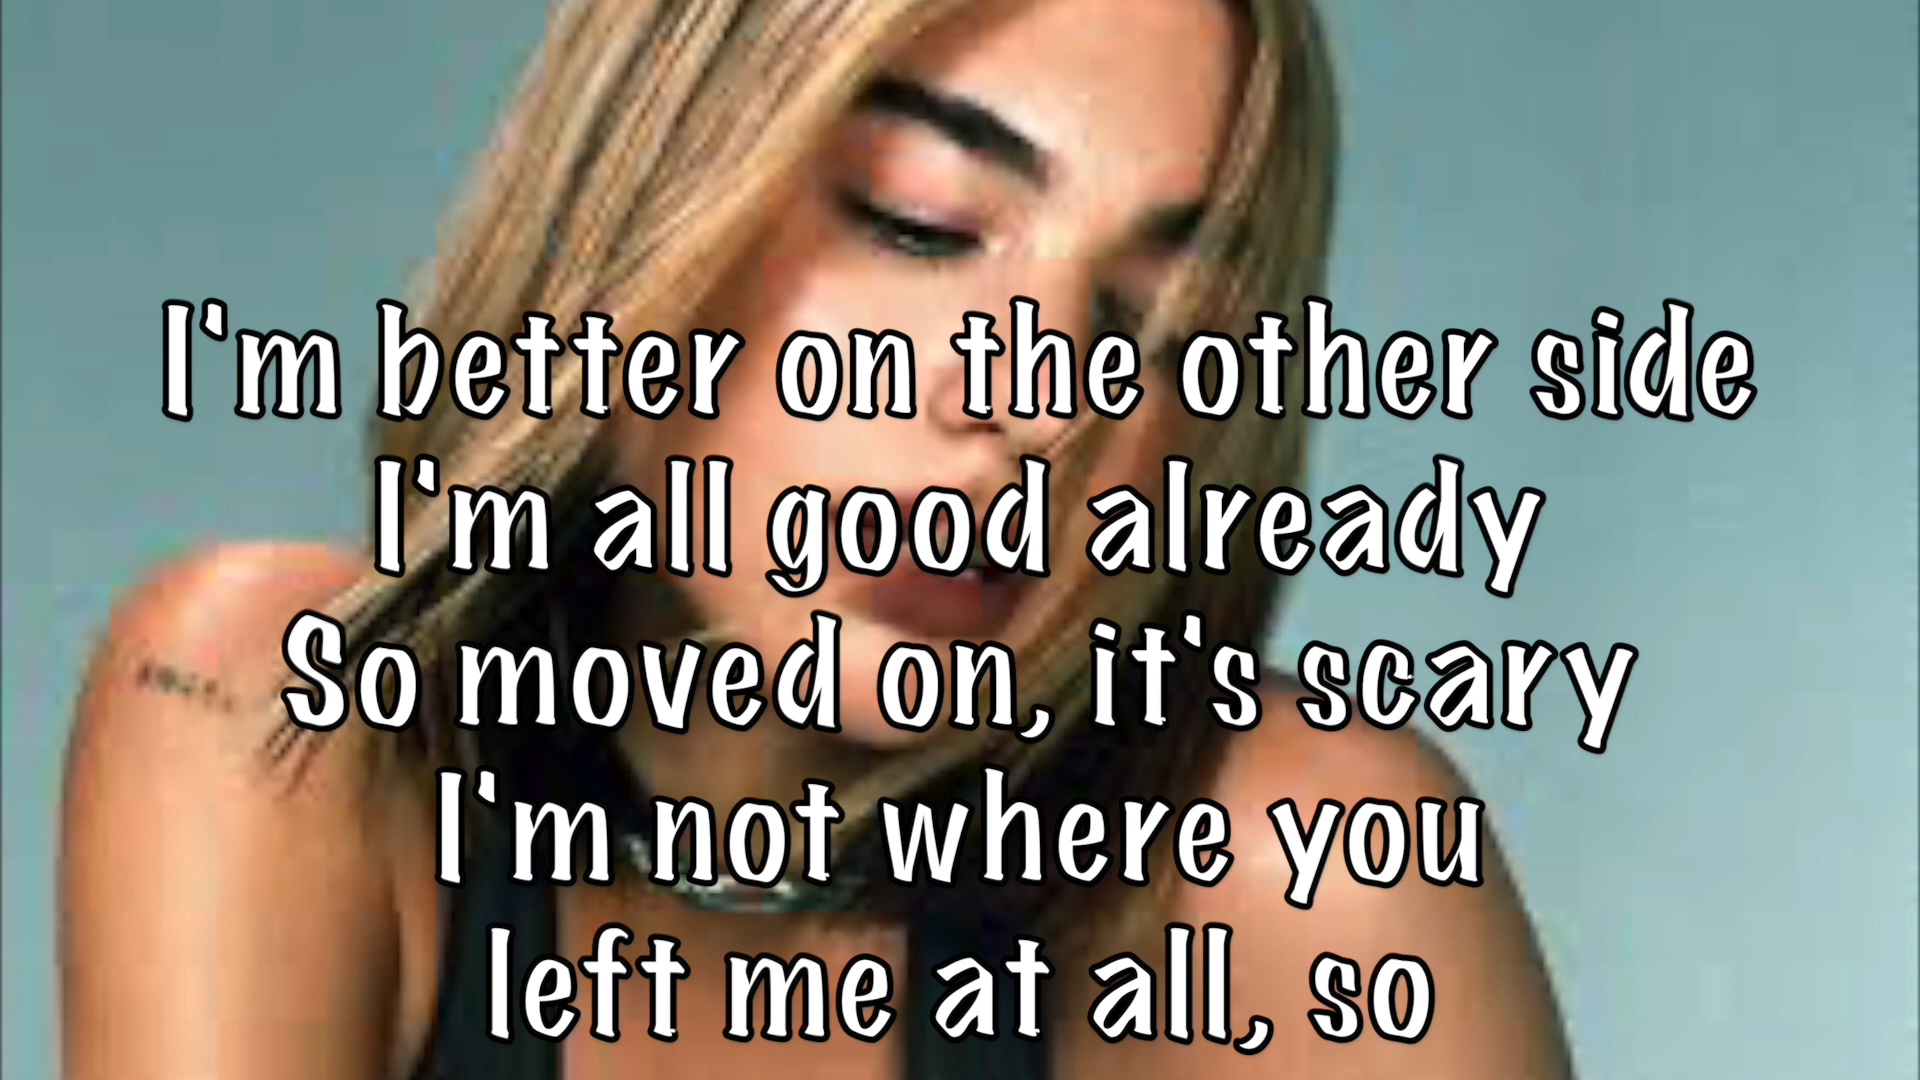 I'm better on the other side
I'm all good already
So moved on, it's scary
I'm not where you
left me at all, so